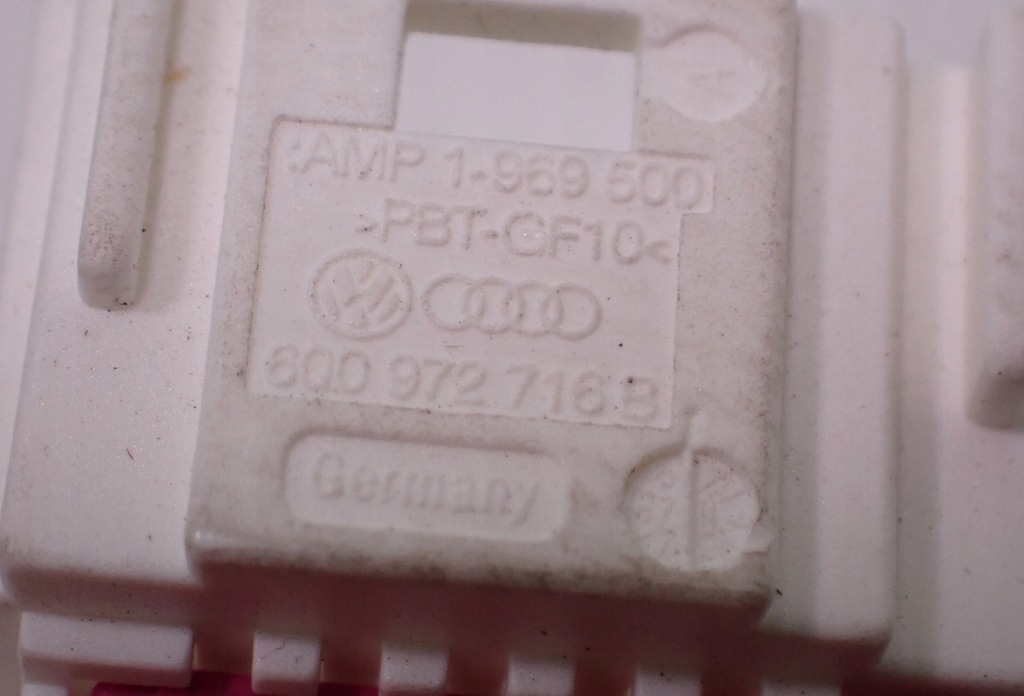 A
:AMP 1-969 500
>PBT-GF10<
6Q0 972 716 B
Germany